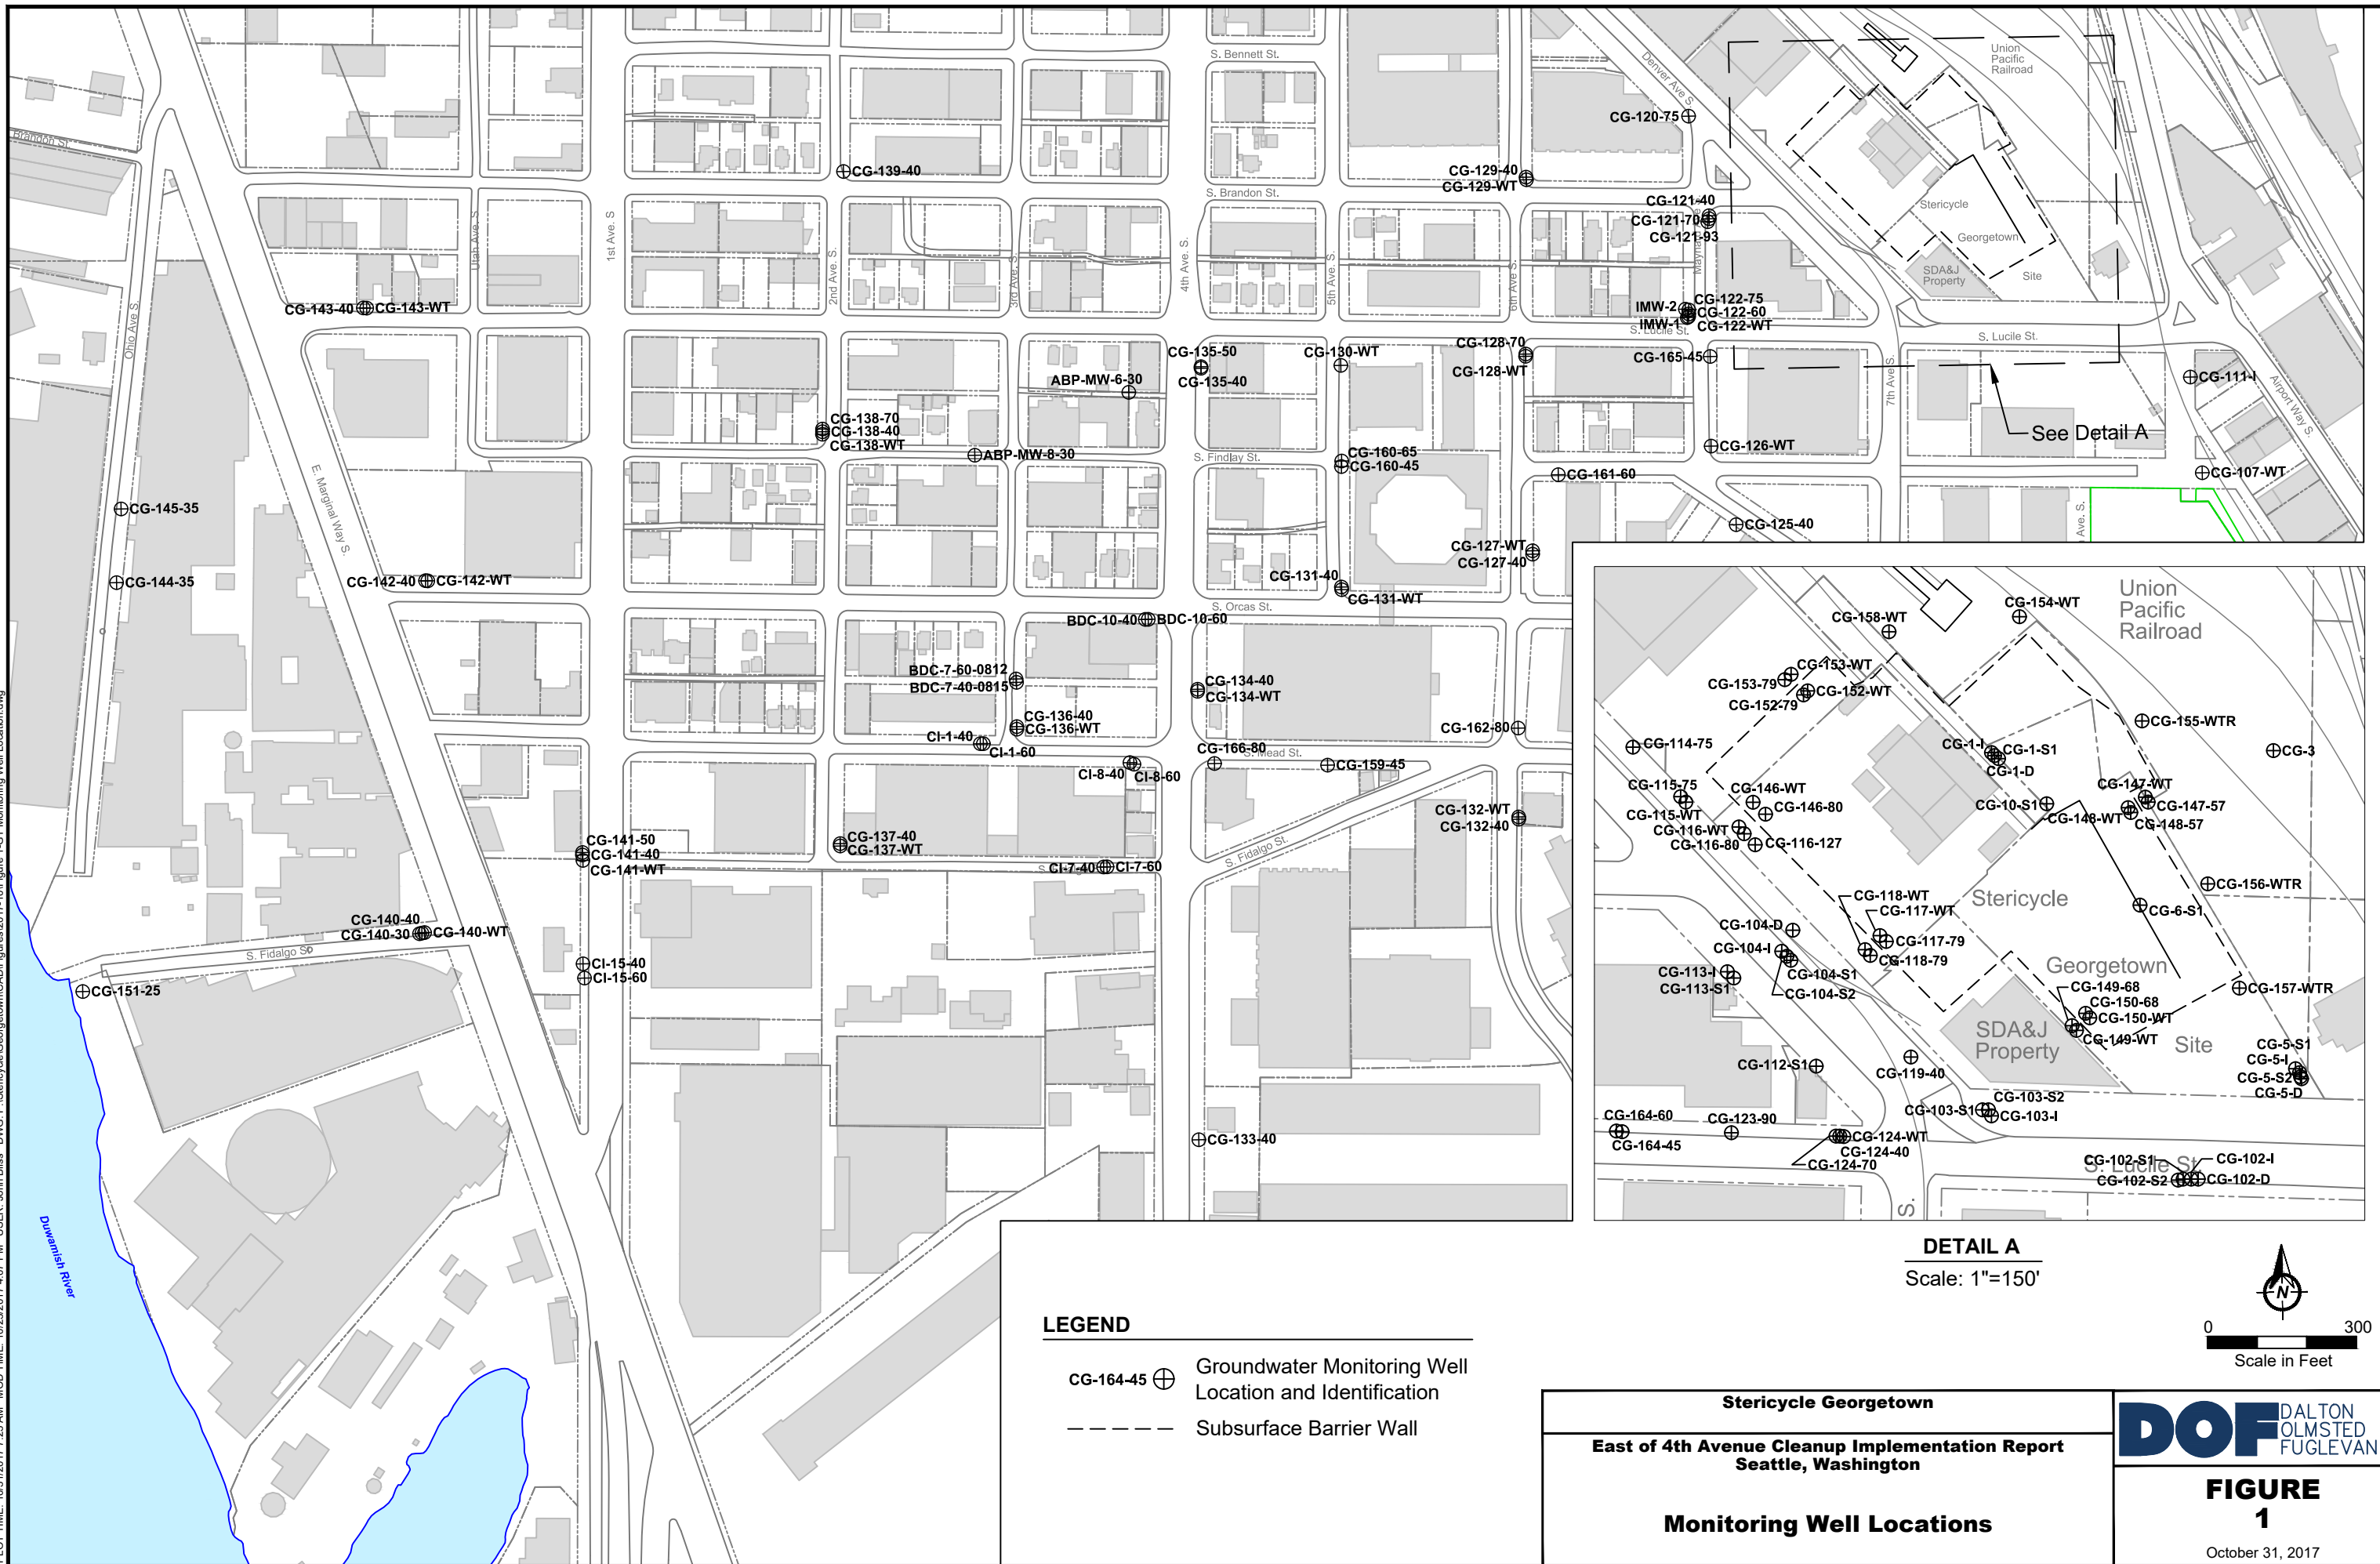 S. Bennett St.
Denver Ave S.
Union
Pacific
Railroad
CG-120-75
Brandon St
CG-139-40
CG-129-40
CG-129-WT
S. Brandon St.
CG-121-40
CG-121-70
CG-121-93
Stericycle
Georgetown
Site
SDA&J
Property
Utah Ave S.
1st Ave. S
2nd Ave. S.
3rd Ave. S.
4th Ave. S.
5th Ave. S.
6th Ave. S.
CG-143-40
CG-143-WT
IMW-2
CG-122-75
CG-122-60
IMW-1
CG-122-WT
S. Lucile St.
S. Lucile St.
Ohio Ave S.
CG-135-50
CG-135-40
CG-130-WT
CG-128-70
CG-128-WT
CG-165-45
7th Ave S.
CG-111-I
Airport Way S.
ABP-MW-6-30
CG-138-70
CG-138-40
CG-138-WT
See Detail A
ABP-MW-8-30
S. Findlay St.
CG-160-65
CG-160-45
CG-126-WT
CG-161-60
CG-107-WT
E. Marginal Way S.
CG-145-35
CG-125-40
Ave. S.
CG-127-WT
CG-127-40
CG-144-35
CG-142-40
CG-142-WT
CG-131-40
CG-131-WT
S. Orcas St.
BDC-10-40
BDC-10-60
BDC-7-60-0812
BDC-7-40-0815
CG-134-40
CG-134-WT
CG-136-40
CG-136-WT
CG-162-80
CI-1-40
CI-1-60
CG-166-80
S. Mead St.
CI-8-40
CI-8-60
CG-159-45
CG-132-WT
CG-132-40
CG-141-50
CG-141-40
CG-141-WT
CG-137-40
CG-137-WT
S. Fidalgo St.
CI-7-40
CI-7-60
CG-140-40
CG-140-30
CG-140-WT
S. Fidalgo St
CI-15-40
CI-15-60
CG-151-25
CG-133-40
Duwamish River
Union
Pacific
Railroad
CG-158-WT
CG-154-WT
CG-153-WT
CG-153-79
CG-152-WT
CG-152-79
CG-155-WTR
CG-114-75
CG-1-I
CG-1-S1
CG-1-D
CG-3
CG-115-75
CG-115-WT
CG-146-WT
CG-146-80
CG-147-WT
CG-147-57
CG-10-S1
CG-148-WT
CG-148-57
CG-116-WT
CG-116-80
CG-116-127
CG-156-WTR
CG-118-WT
CG-117-WT
Stericycle
CG-6-S1
CG-104-D
CG-117-79
CG-104-I
CG-118-79
CG-113-I
CG-113-S1
CG-104-S1
CG-104-S2
Georgetown
CG-149-68
CG-150-68
CG-150-WT
CG-149-WT
CG-157-WTR
SDA&J
Property
Site
CG-5-S1
CG-5-I
CG-5-S2
CG-5-D
CG-112-S1
CG-119-40
CG-103-S2
CG-103-S1
CG-103-I
CG-164-60
CG-164-45
CG-123-90
CG-124-WT
CG-124-40
CG-124-70
S. Lucile St.
CG-102-S1
CG-102-I
CG-102-S2
CG-102-D
S.
DETAIL A
Scale: 1"=150'
N
0 300
Scale in Feet
LEGEND
CG-164-45
Groundwater Monitoring Well
Location and Identification
Subsurface Barrier Wall
Stericycle Georgetown
East of 4th Avenue Cleanup Implementation Report
Seattle, Washington
Monitoring Well Locations
DOF DALTON
OLMSTED
FUGLEVAN
FIGURE
1
October 31, 2017